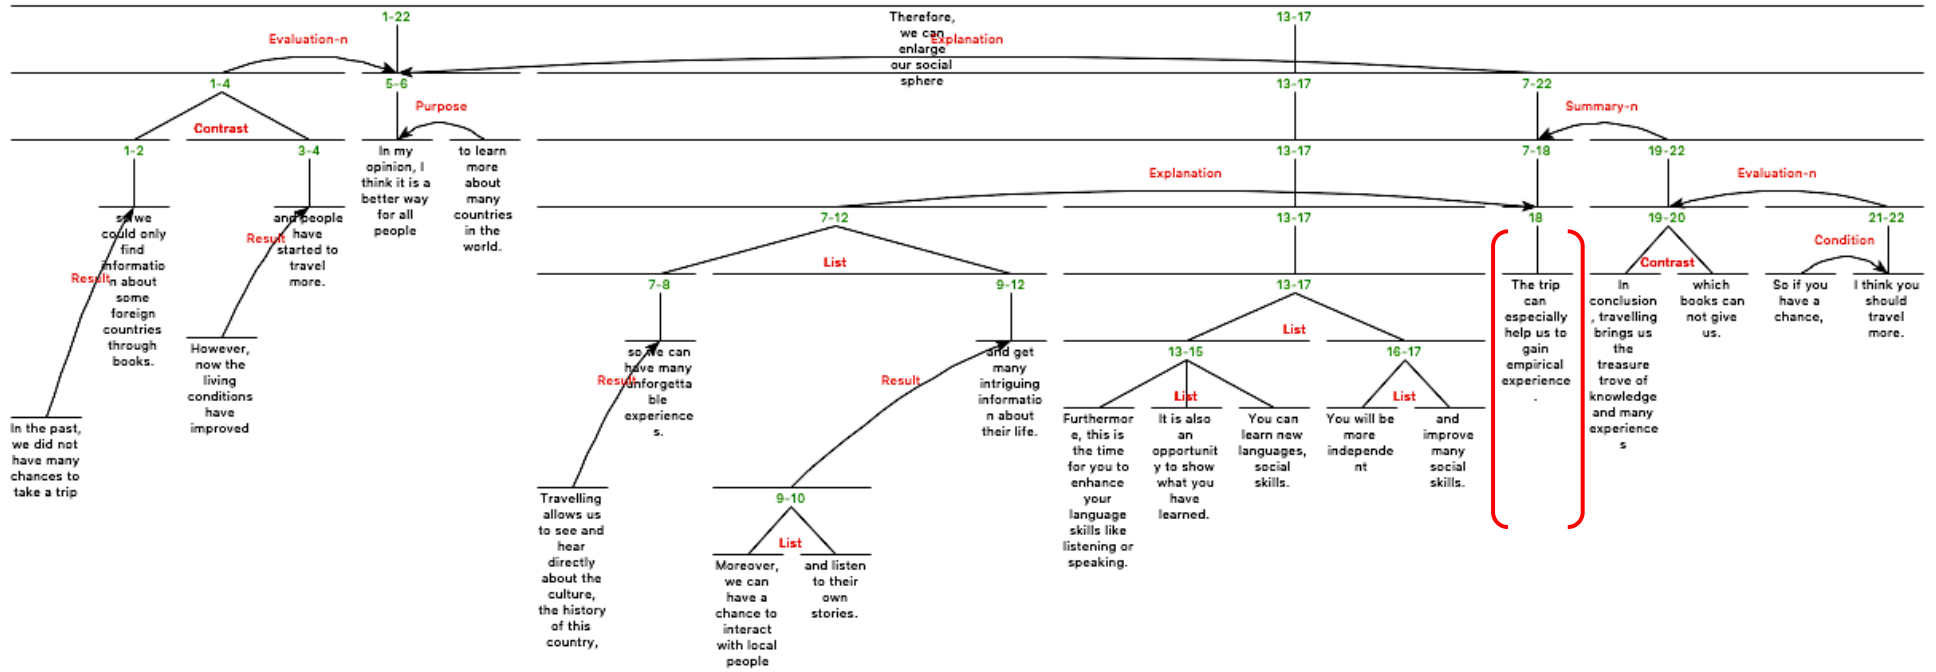 1-22
Therefore,
we can
enlarge
our social
sphere
13-17
Evaluation-n
Explanation
1-4
5-6
13-17
7-22
Contrast
Purpose
Summary-n
1-2
3-4
In my
opinion, I
think it is a
better way
for all
people
to learn
more
about
many
countries
in the
world.
13-17
7-18
19-22
Explanation
Evaluation-n
so we
could only
find
informatio
n about
some
foreign
countries
through
books.
Result
and people
have
started to
travel
more.
Result
7-12
13-17
18
19-20
21-22
List
Contrast
Condition
7-8
9-12
13-17
The trip
can
especially
help us to
gain
empirical
experience
.
In
conclusion
, travelling
brings us
the
treasure
trove of
knowledge
and many
experience
s
which
books can
not give
us.
So if you
have a
chance,
I think you
should
travel
more.
List
However,
now the
living
conditions
have
improved
so we can
have many
unforgetta
ble
experience
s.
Result
and get
many
intriguing
informatio
n about
their life.
Result
13-15
16-17
List
List
In the past,
we did not
have many
chances to
take a trip
Furthermor
e, this is
the time
for you to
enhance
your
language
skills like
listening or
speaking.
It is also
an
opportunit
y to show
what you
have
learned.
You can
learn new
languages,
social
skills.
You will be
more
independe
nt
and
improve
many
social
skills.
Travelling
allows us
to see and
hear
directly
about the
culture,
the history
of this
country,
9-10
List
Moreover,
we can
have a
chance to
interact
with local
people
and listen
to their
own
stories.